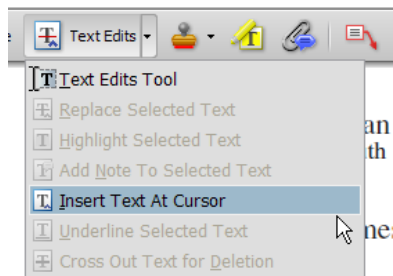 Text Edits
Text Edits Tool
Replace Selected Text
Highlight Selected Text
Add Note To Selected Text
Insert Text At Cursor
Underline Selected Text
Cross Out Text for Deletion
an